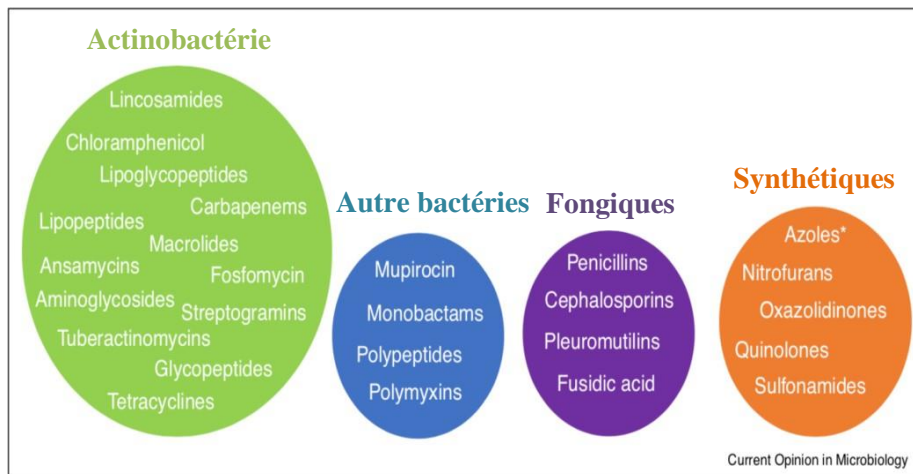 Actinobactérie
Lincosamides
Chloramphenicol
Lipoglycopeptides
Carbapenems
Lipopeptides
Macrolides
Ansamycins
Fosfomycin
Aminoglycosides
Streptogramins
Tuberactinomycins
Glycopeptides
Tetracyclines
Autre bactéries
Mupirocin
Monobactams
Polypeptides
Polymyxins
Fongiques
Penicillins
Cephalosporins
Pleuromutilins
Fusidic acid
Synthétiques
Azoles*
Nitrofurans
Oxazolidinones
Quinolones
Sulfonamides
Current Opinion in Microbiology